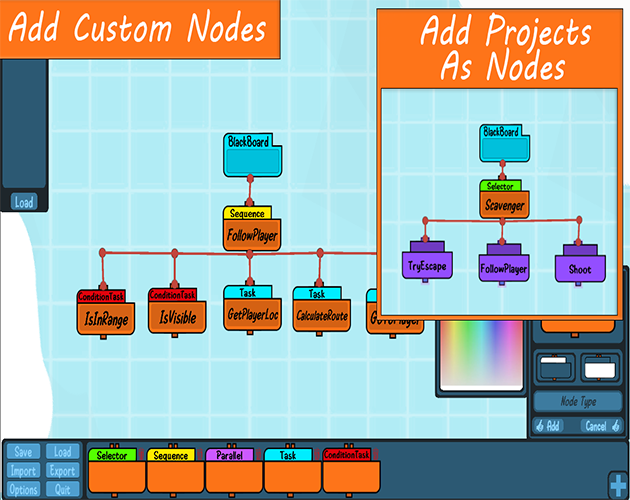 Add Custom Nodes
Add Projects
As Nodes
Load
BlackBoard
Sequence
FollowPlayer
ConditionTask
IsInRange
ConditionTask
IsVisible
Task
GetPlayerLoc
Task
CalculateRoute
BlackBoard
Selector
Scavenger
TryEscape
FollowPlayer
Shoot
Node Type
Add
Cancel
Save
Load
Import
Export
Options
Quit
Selector
Sequence
Parallel
Task
ConditionTask